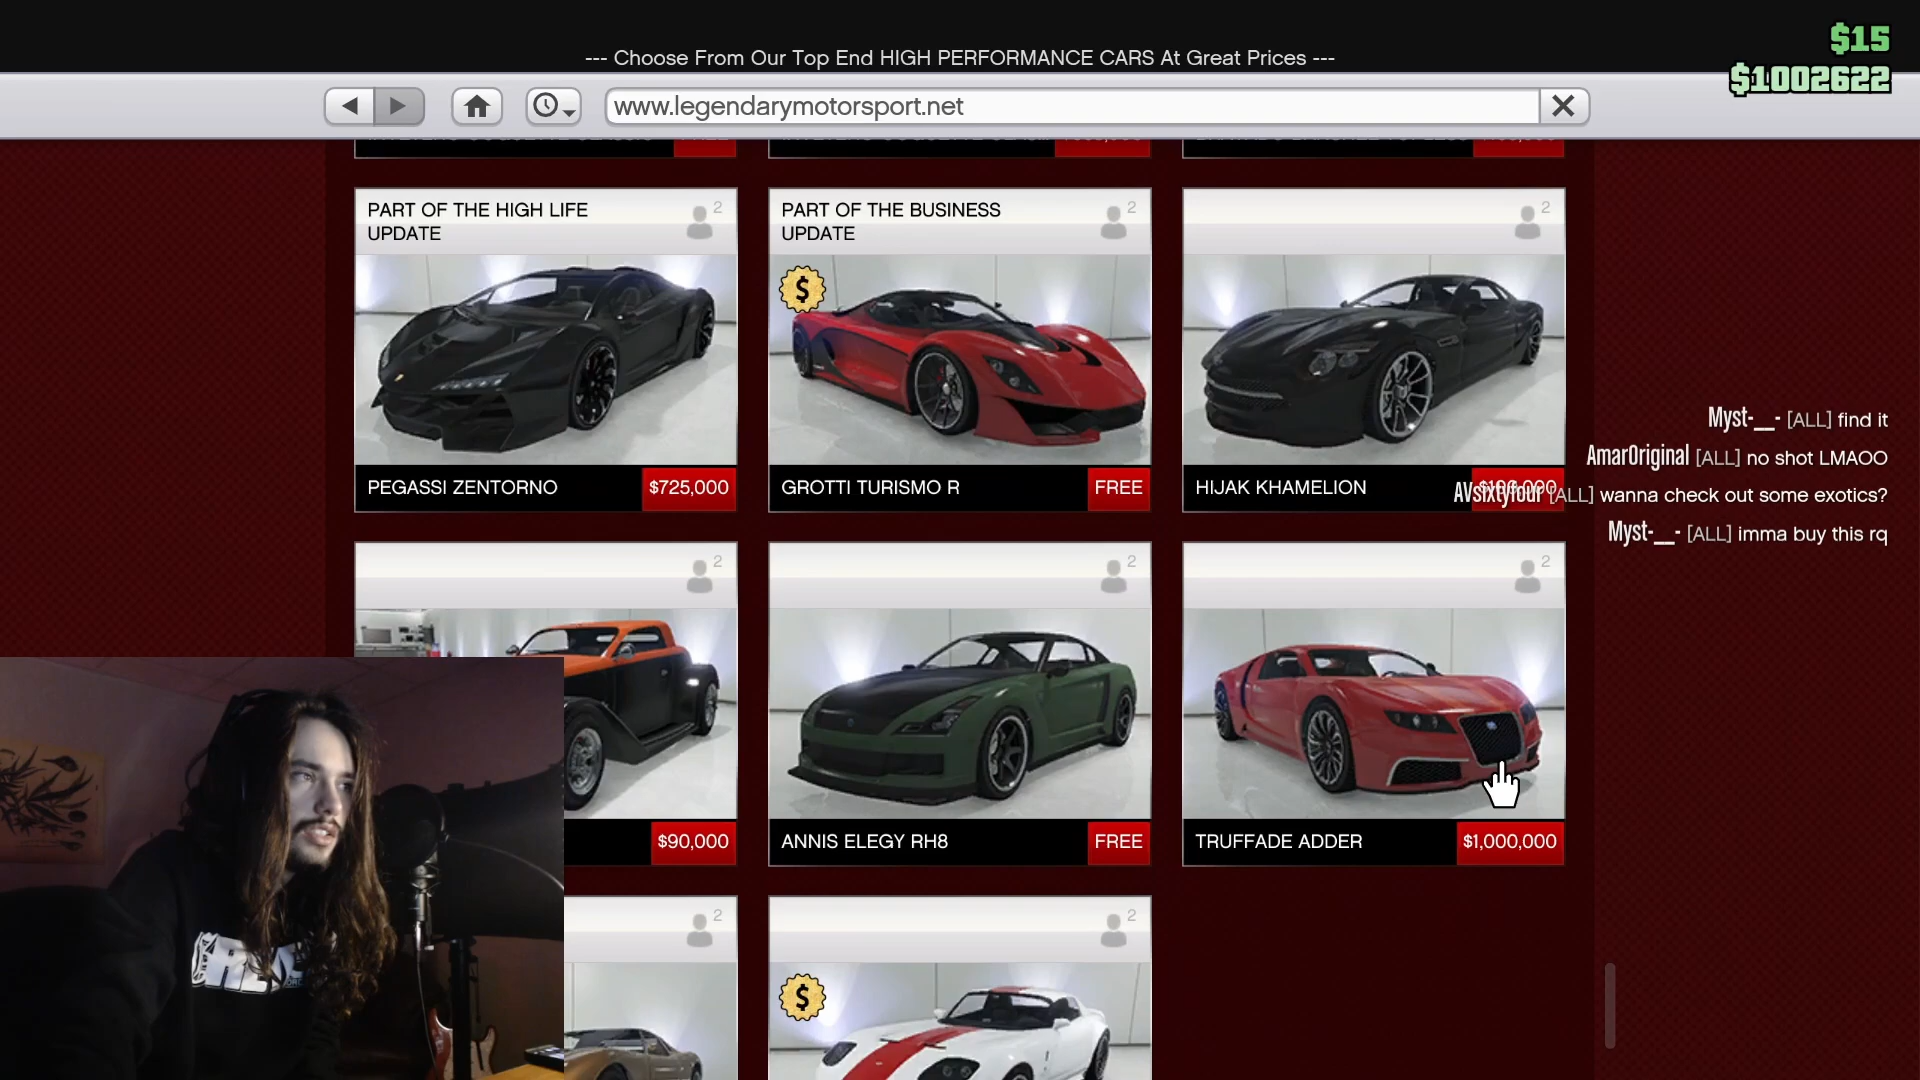 --- Choose From Our Top End HIGH PERFORMANCE CARS At Great Prices ---
$15
$1002622
www.legendarymotorsport.net
PART OF THE HIGH LIFE
UPDATE
2
PART OF THE BUSINESS
UPDATE
2
2
$
PEGASSI ZENTORNO
$725,000
GROTTI TURISMO R
FREE
HIJAK KHAMELION
Myst-__- [ALL] find it
AmarOriginal [ALL] no shot LMAOO
AVsixtyfour [ALL] wanna check out some exotics?
Myst-__- [ALL] imma buy this rq
2
2
2
$90,000
ANNIS ELEGY RH8
FREE
TRUFFADE ADDER
$1,000,000
2
2
$